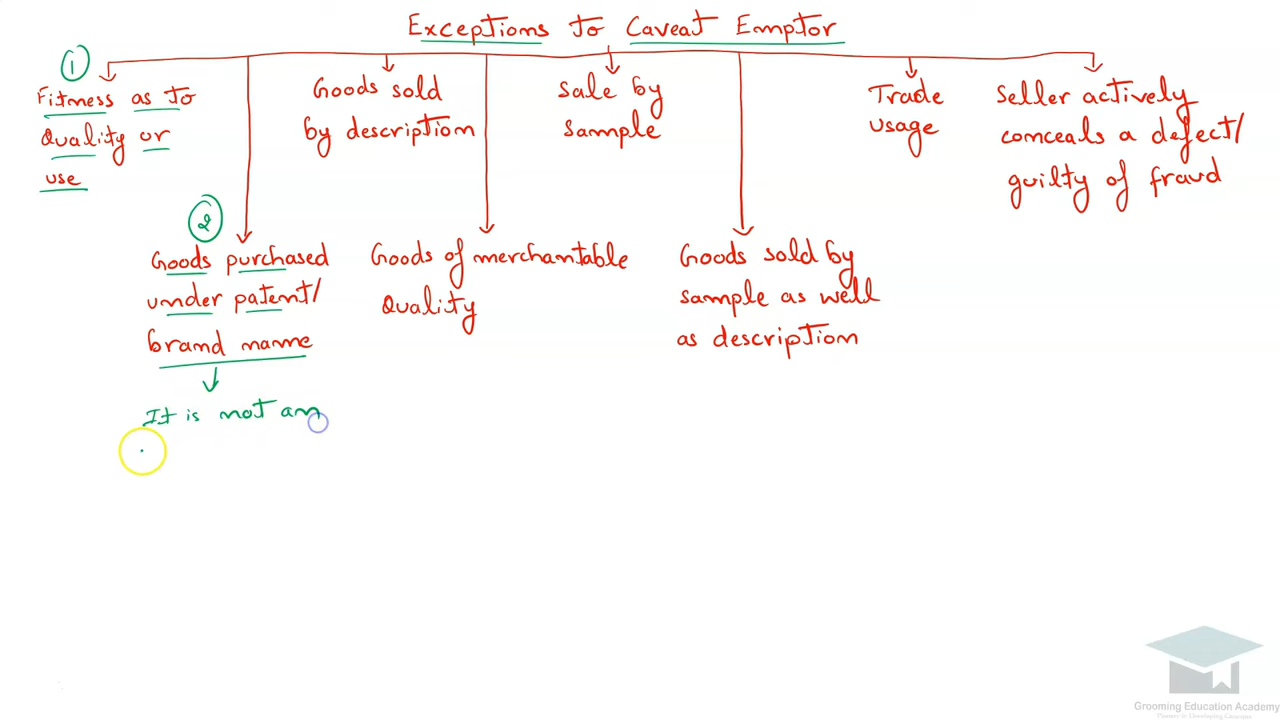 Exceptions to Caveat Emptor
1
Fitness as to
Quality or
use
Goods sold
by description
Sale by
sample
Trade
usage
Seller actively
conceals a defect/
guilty of fraud
2
Goods purchased
under patent/
brand name
Goods of merchantable
Quality
Goods sold by
sample as well
as description
It is not an
Grooming Education Academy